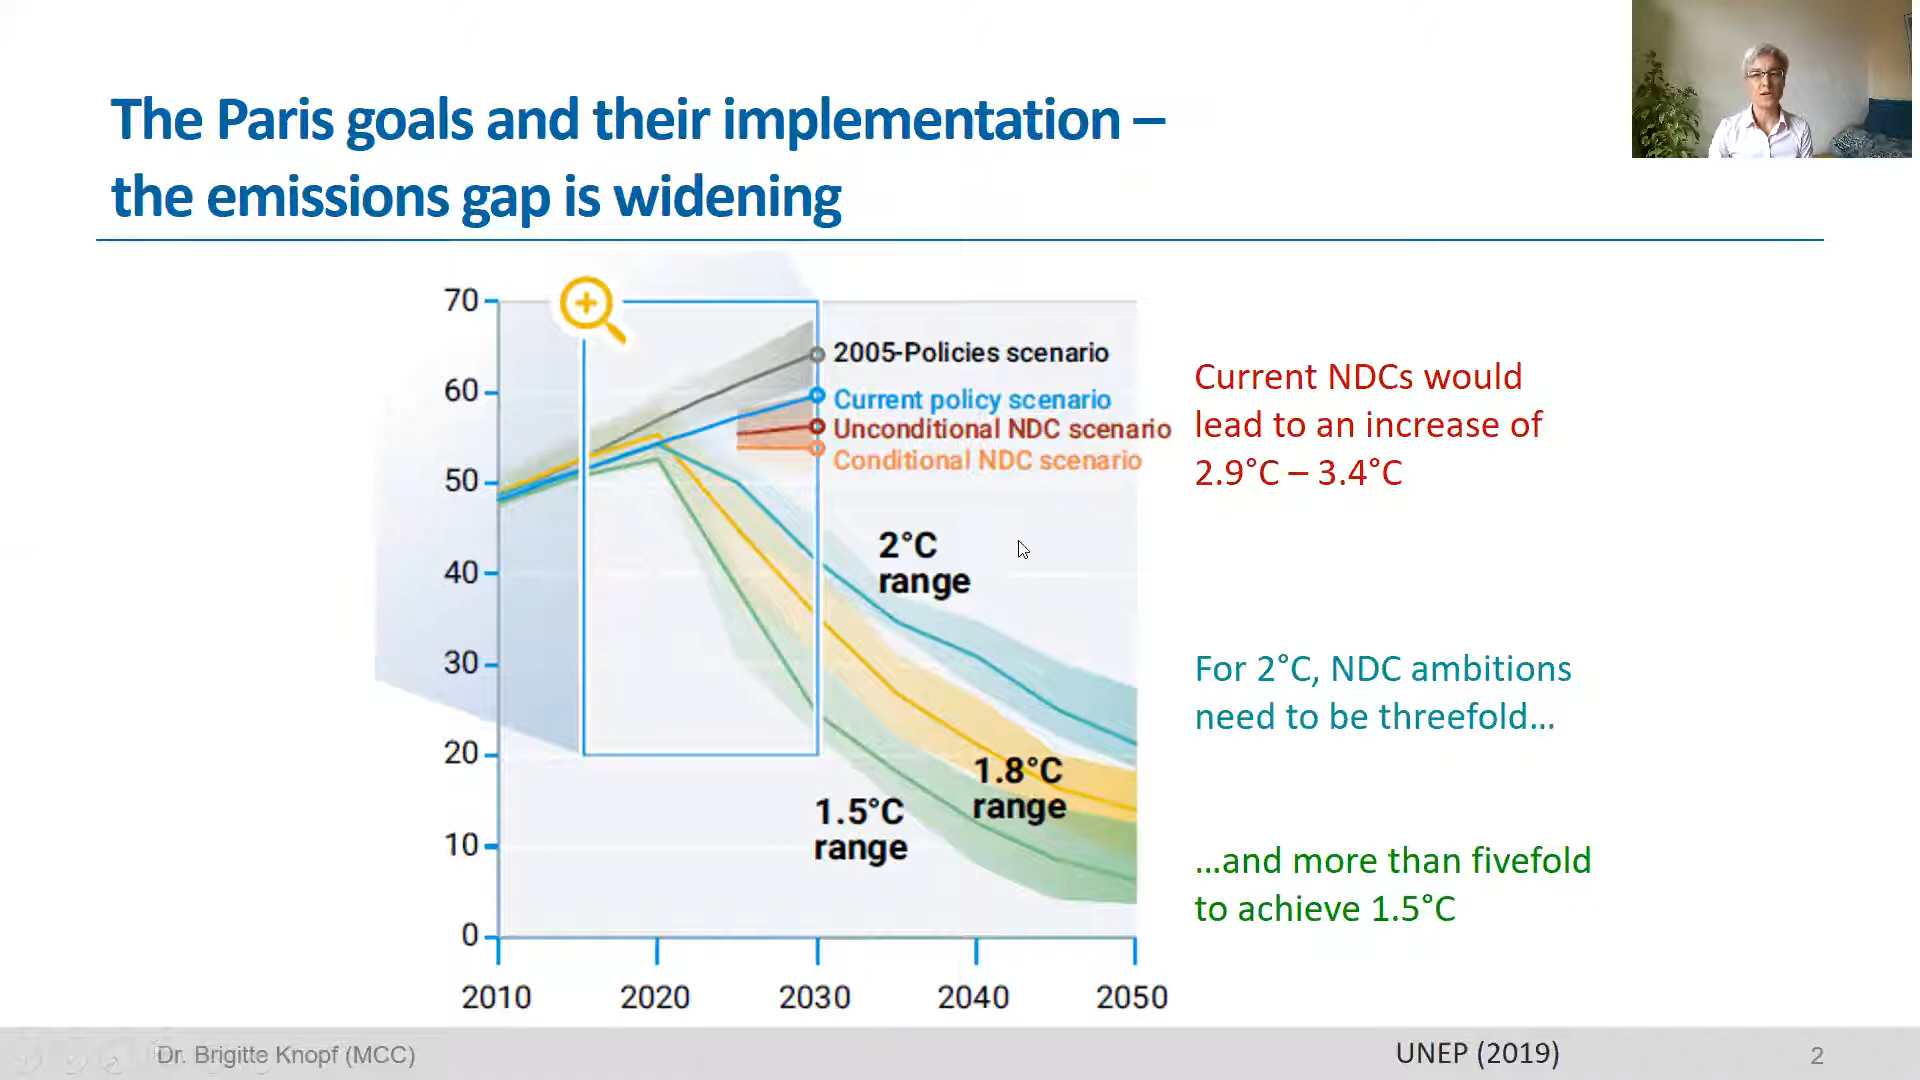 The Paris goals and their implementation –
the emissions gap is widening
70
60
50
40
30
20
10
0
2010 2020 2030 2040 2050
2005-Policies scenario
Current policy scenario
Unconditional NDC scenario
Conditional NDC scenario
2°C
range
1.8°C
range
1.5°C
range
Current NDCs would
lead to an increase of
2.9°C – 3.4°C
For 2°C, NDC ambitions
need to be threefold...
...and more than fivefold
to achieve 1.5°C
Dr. Brigitte Knopf (MCC)
UNEP (2019)
2